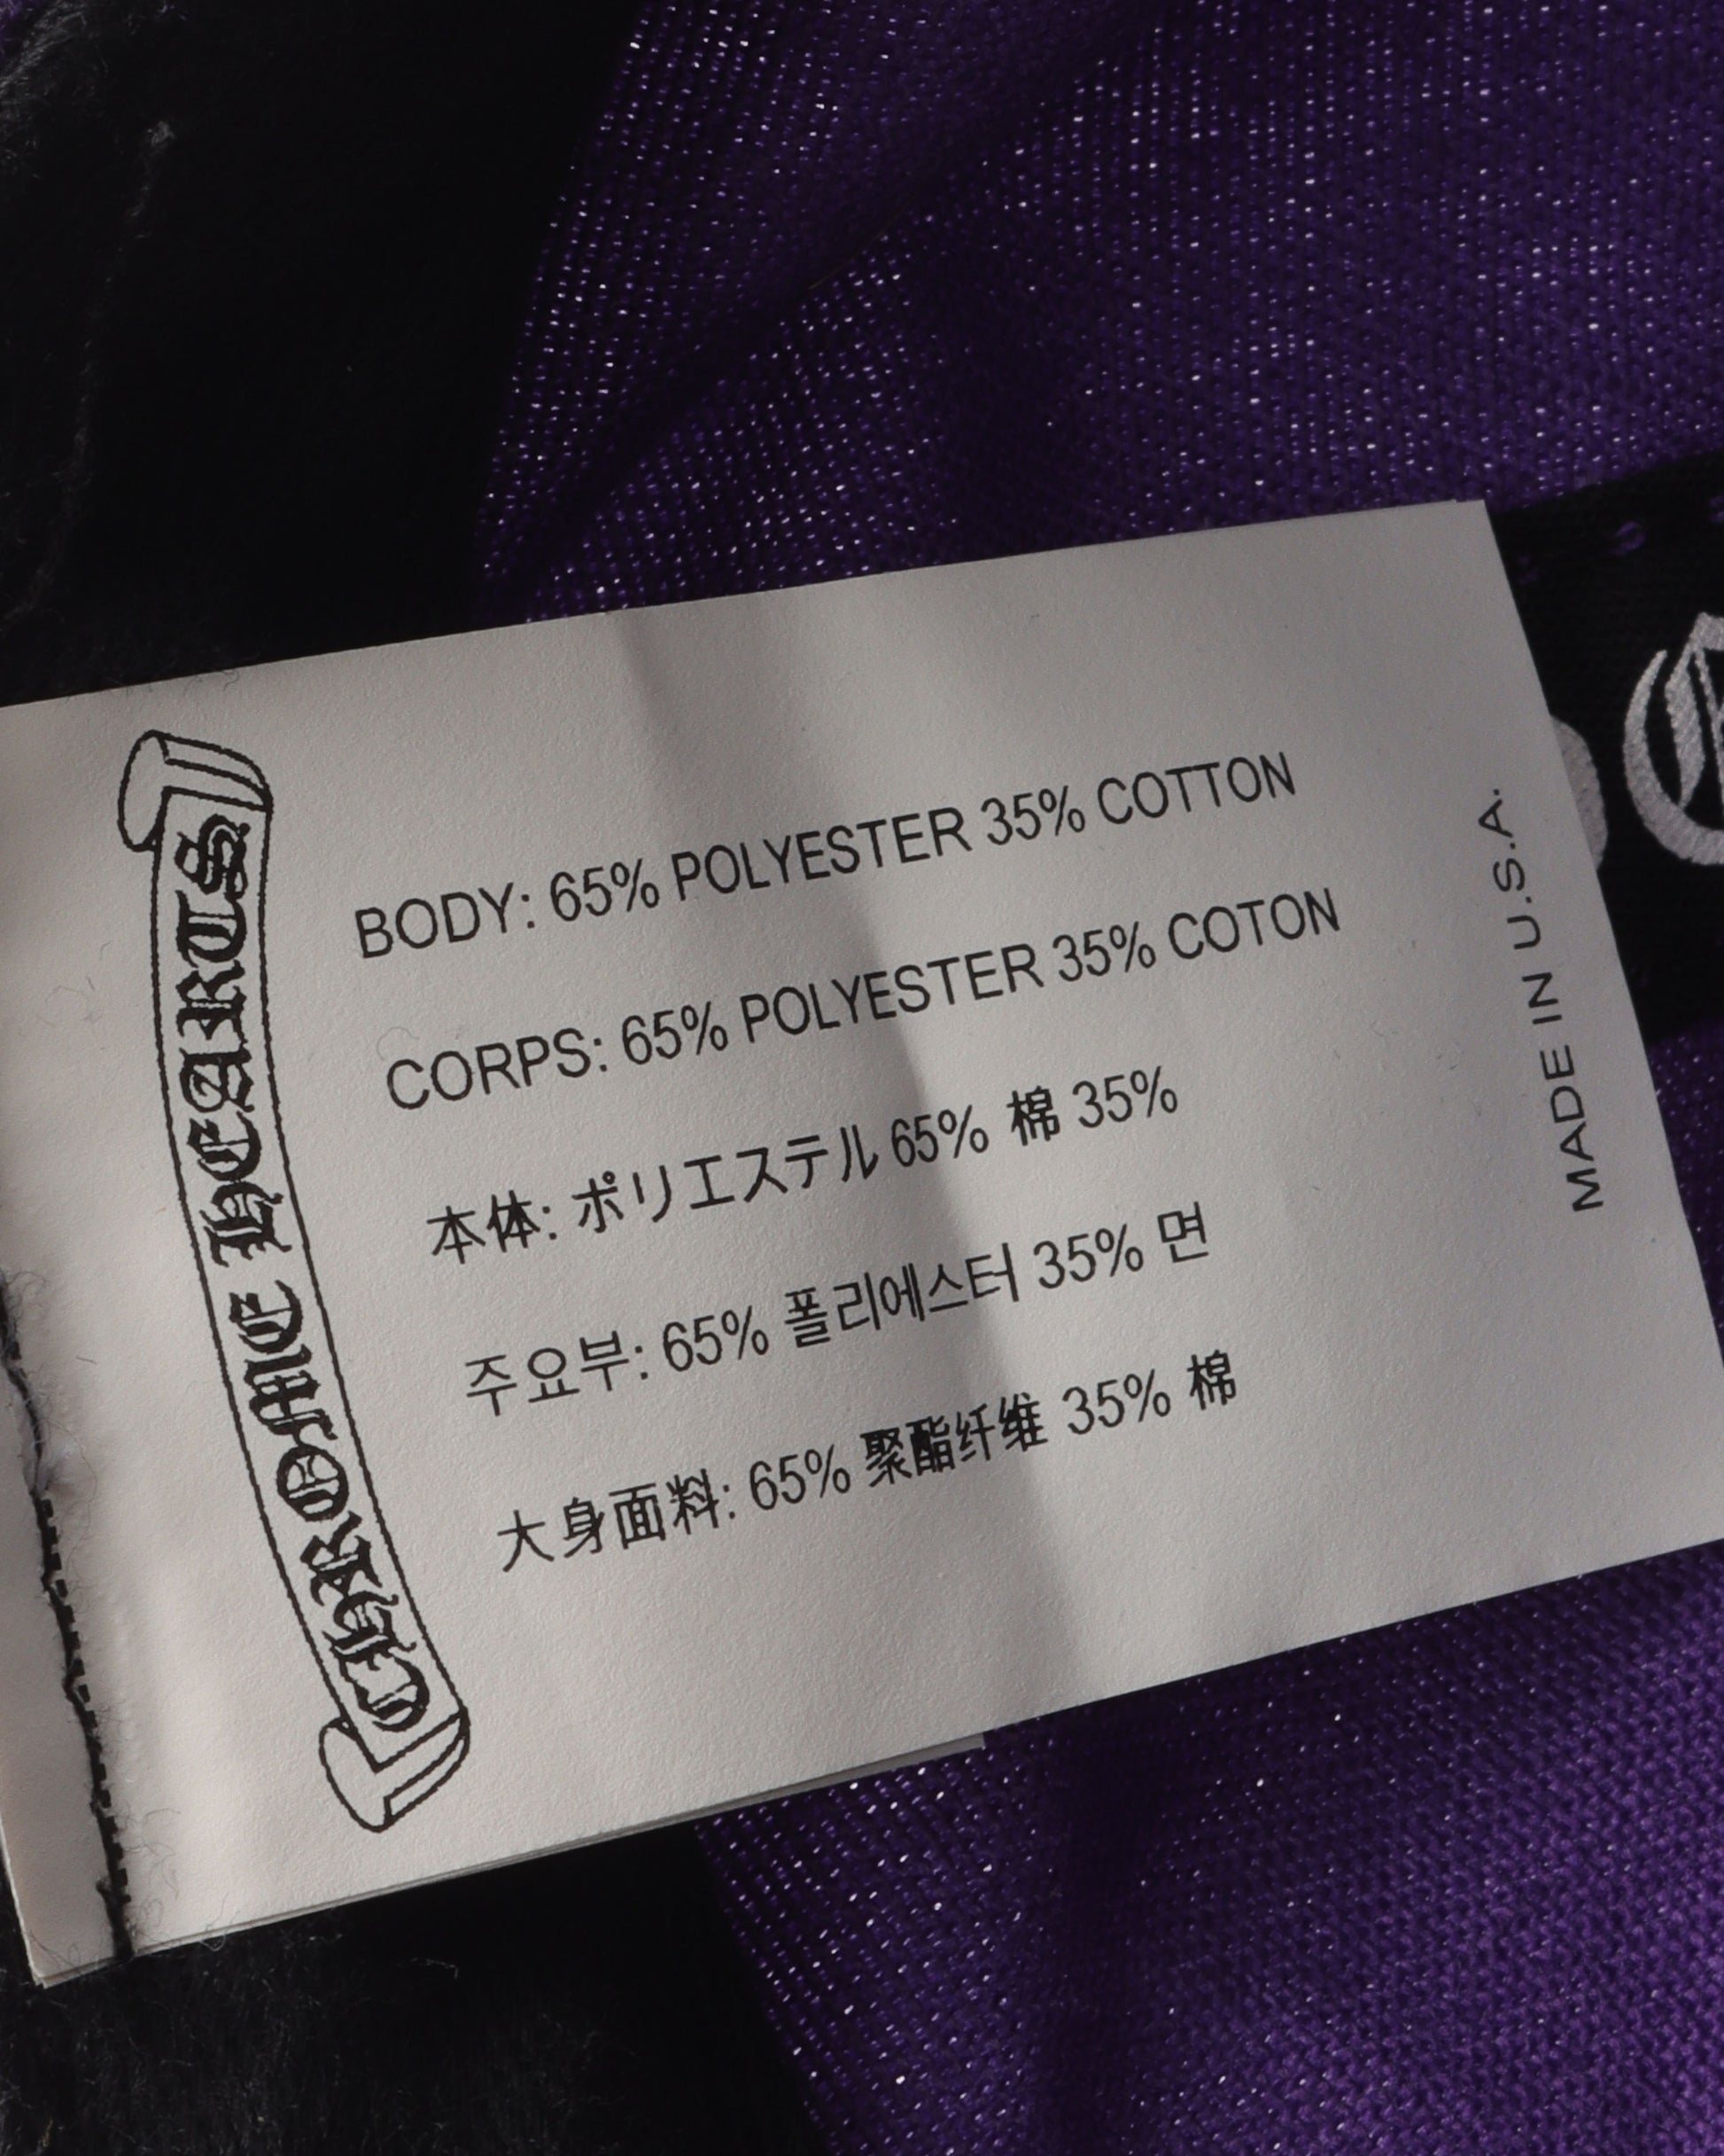 CHROME HEARTS
BODY: 65% POLYESTER 35% COTTON
CORPS: 65% POLYESTER 35% COTON
本体: ポリエステル 65% 棉 35%
주요부: 65% 폴리에스터 35% 면
大身面料: 65% 聚酯纤维 35% 棉
MADE IN U.S.A.